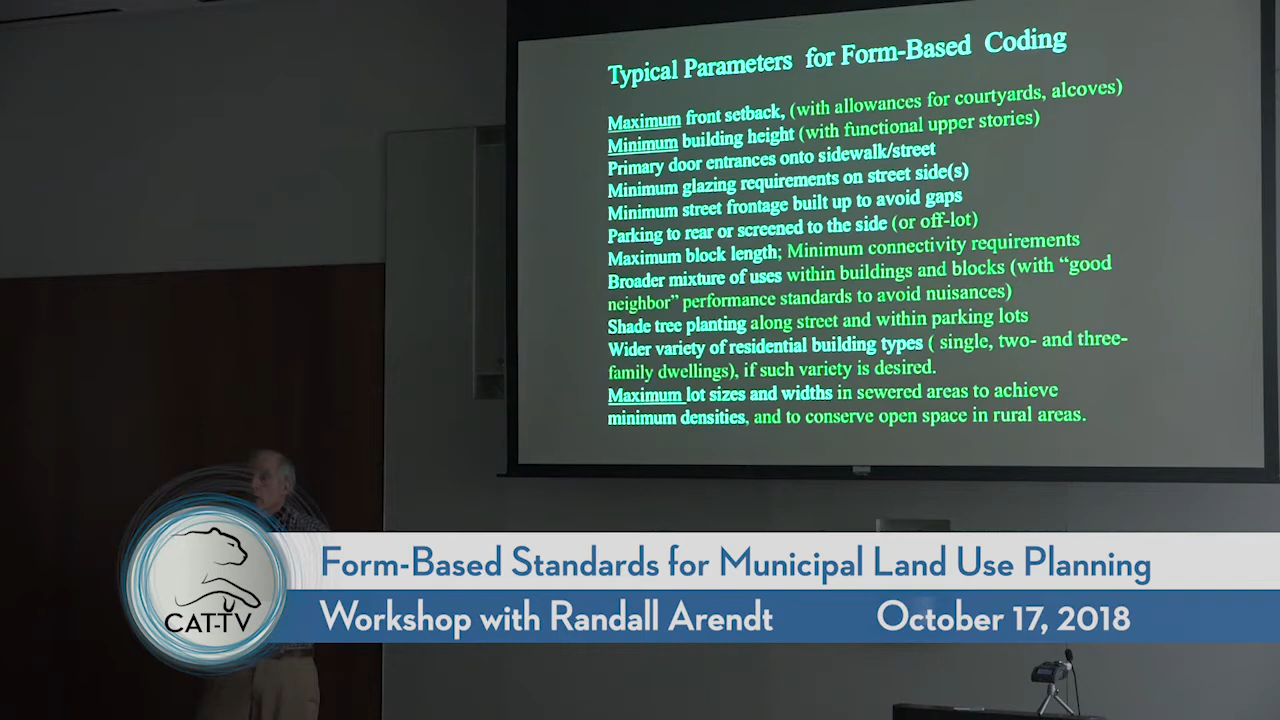 Typical Parameters for Form-Based Coding
Maximum front setback, (with allowances for courtyards, alcoves)
Minimum building height (with functional upper stories)
Primary door entrances onto sidewalk/street
Minimum glazing requirements on street side(s)
Minimum street frontage built up to avoid gaps
Parking to rear or screened to the side (or off-lot)
Maximum block length; Minimum connectivity requirements
Broader mixture of uses within buildings and blocks (with “good
neighbor” performance standards to avoid nuisances)
Shade tree planting along street and within parking lots
Wider variety of residential building types ( single, two- and three-
family dwellings), if such variety is desired.
Maximum lot sizes and widths in sewered areas to achieve
minimum densities, and to conserve open space in rural areas.
CAT-TV
Form-Based Standards for Municipal Land Use Planning
Workshop with Randall Arendt October 17, 2018